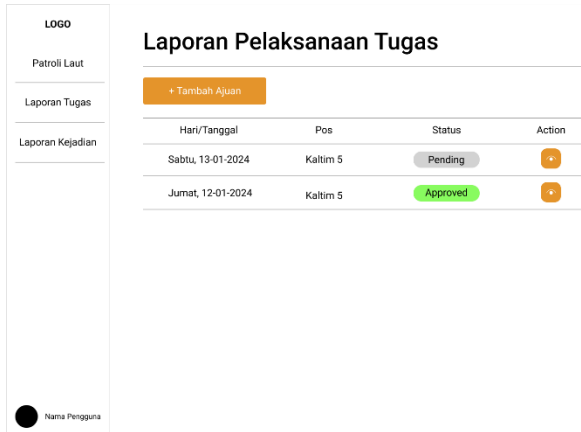 LOGO
Patroli Laut
Laporan Tugas
Laporan Kejadian
Nama Pengguna
Laporan Pelaksanaan Tugas
+ Tambah Ajuan
Hari/Tanggal Pos Status Action
Sabtu, 13-01-2024 Kaltim 5 Pending
Jumat, 12-01-2024 Kaltim 5 Approved